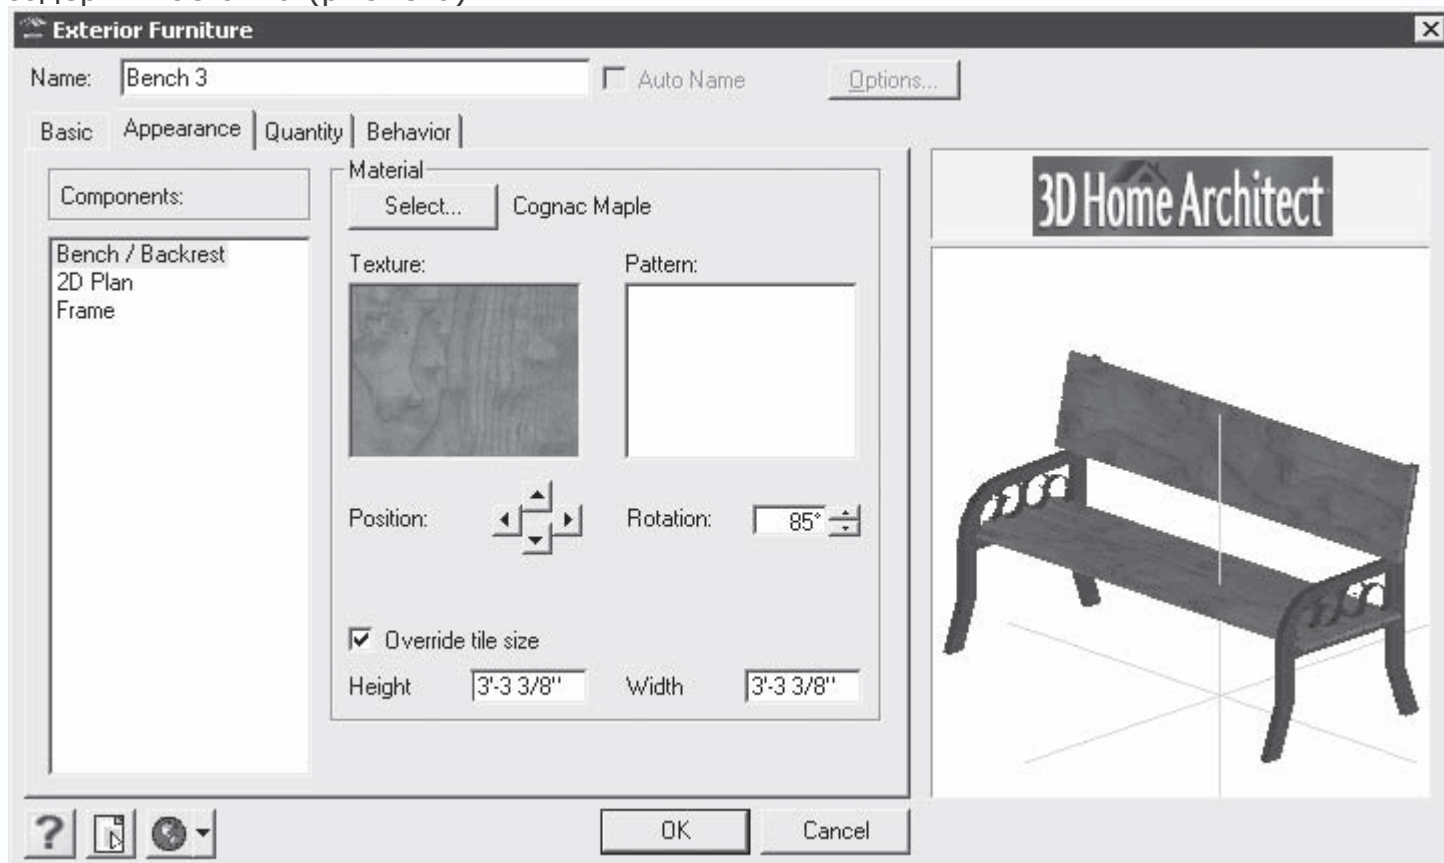 Exterior Furniture
Name: Bench 3 Auto Name Options...
Basic Appearance Quantity Behavior
Components:
Bench / Backrest
2D Plan
Frame
Material
Select... Cognac Maple
Texture: Pattern:
Position: Rotation: 85°
Override tile size
Height 3'-3 3/8" Width 3'-3 3/8"
3D Home Architect
? OK Cancel